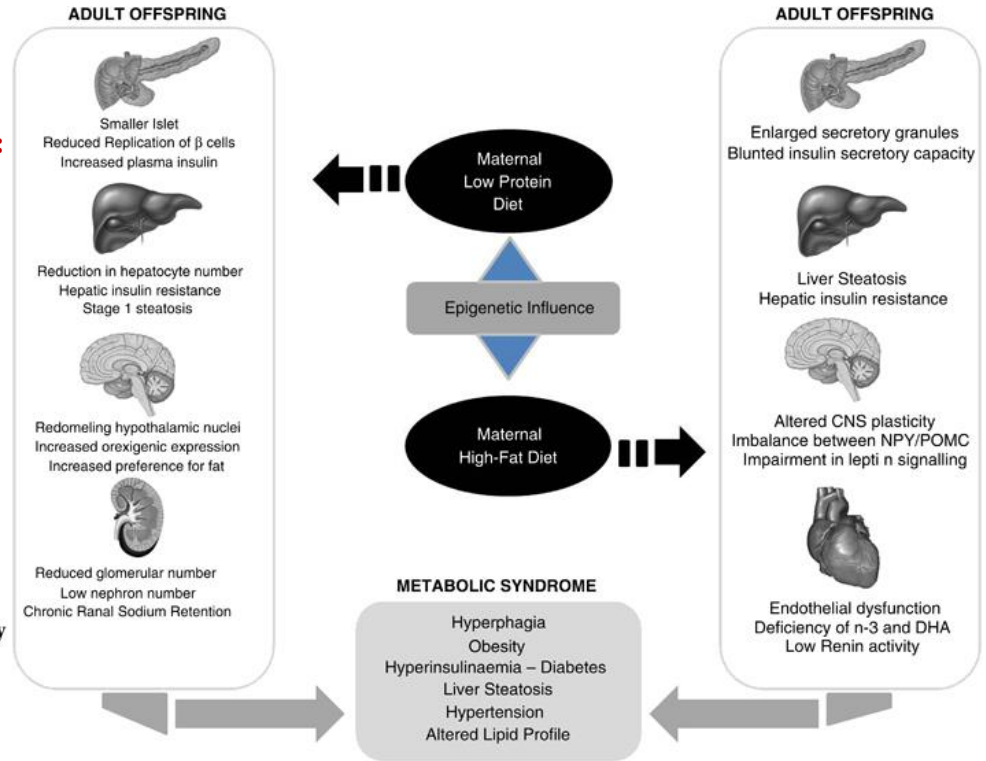 ADULT OFFSPRING
Smaller Islet
Reduced Replication of β cells
Increased plasma insulin
Reduction in hepatocyte number
Hepatic insulin resistance
Stage 1 steatosis
Redomeling hypothalamic nuclei
Increased orexigenic expression
Increased preference for fat
Reduced glomerular number
Low nephron number
Chronic Ranal Sodium Retention
:
y
Maternal
Low Protein
Diet
Epigenetic Influence
Maternal
High-Fat Diet
METABOLIC SYNDROME
Hyperphagia
Obesity
Hyperinsulinaemia – Diabetes
Liver Steatosis
Hypertension
Altered Lipid Profile
ADULT OFFSPRING
Enlarged secretory granules
Blunted insulin secretory capacity
Liver Steatosis
Hepatic insulin resistance
Altered CNS plasticity
Imbalance between NPY/POMC
Impairment in lepti n signalling
Endothelial dysfunction
Deficiency of n-3 and DHA
Low Renin activity